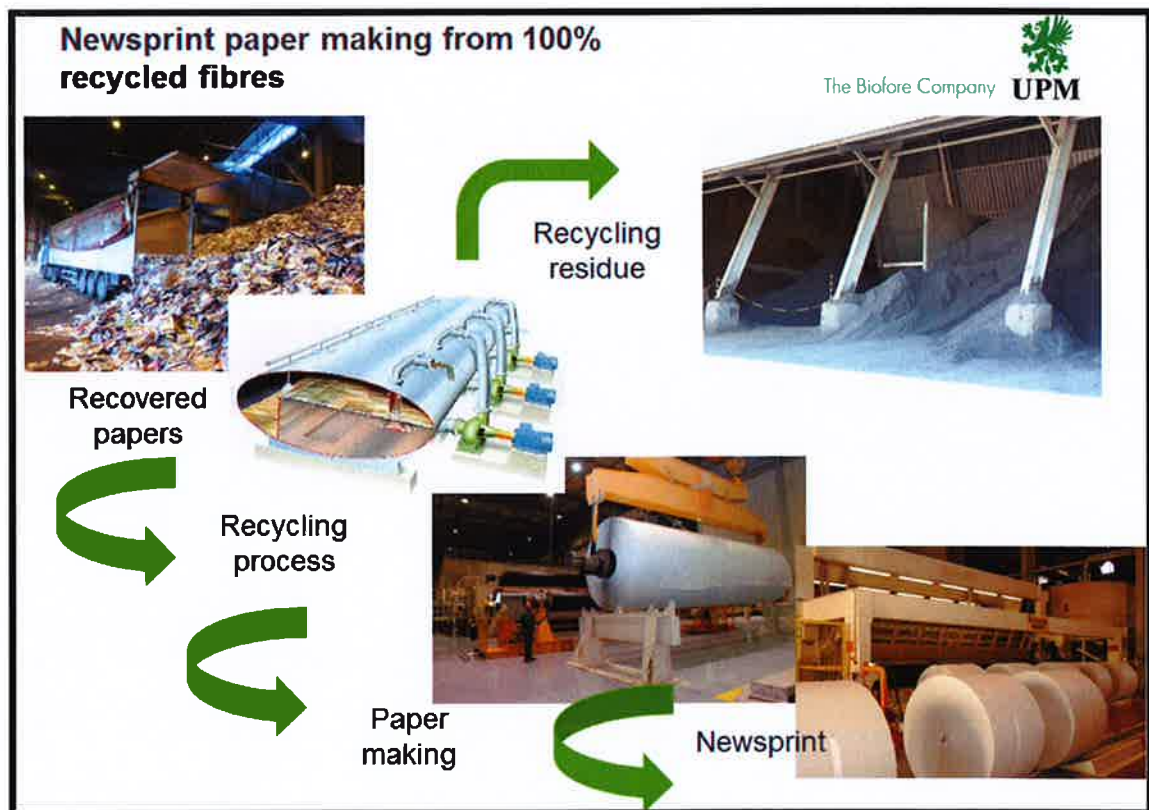 Newsprint paper making from 100%
recycled fibres
The Biofore Company
UPM
Recycling
residue
Recovered
papers
Recycling
process
Paper
making
Newsprint